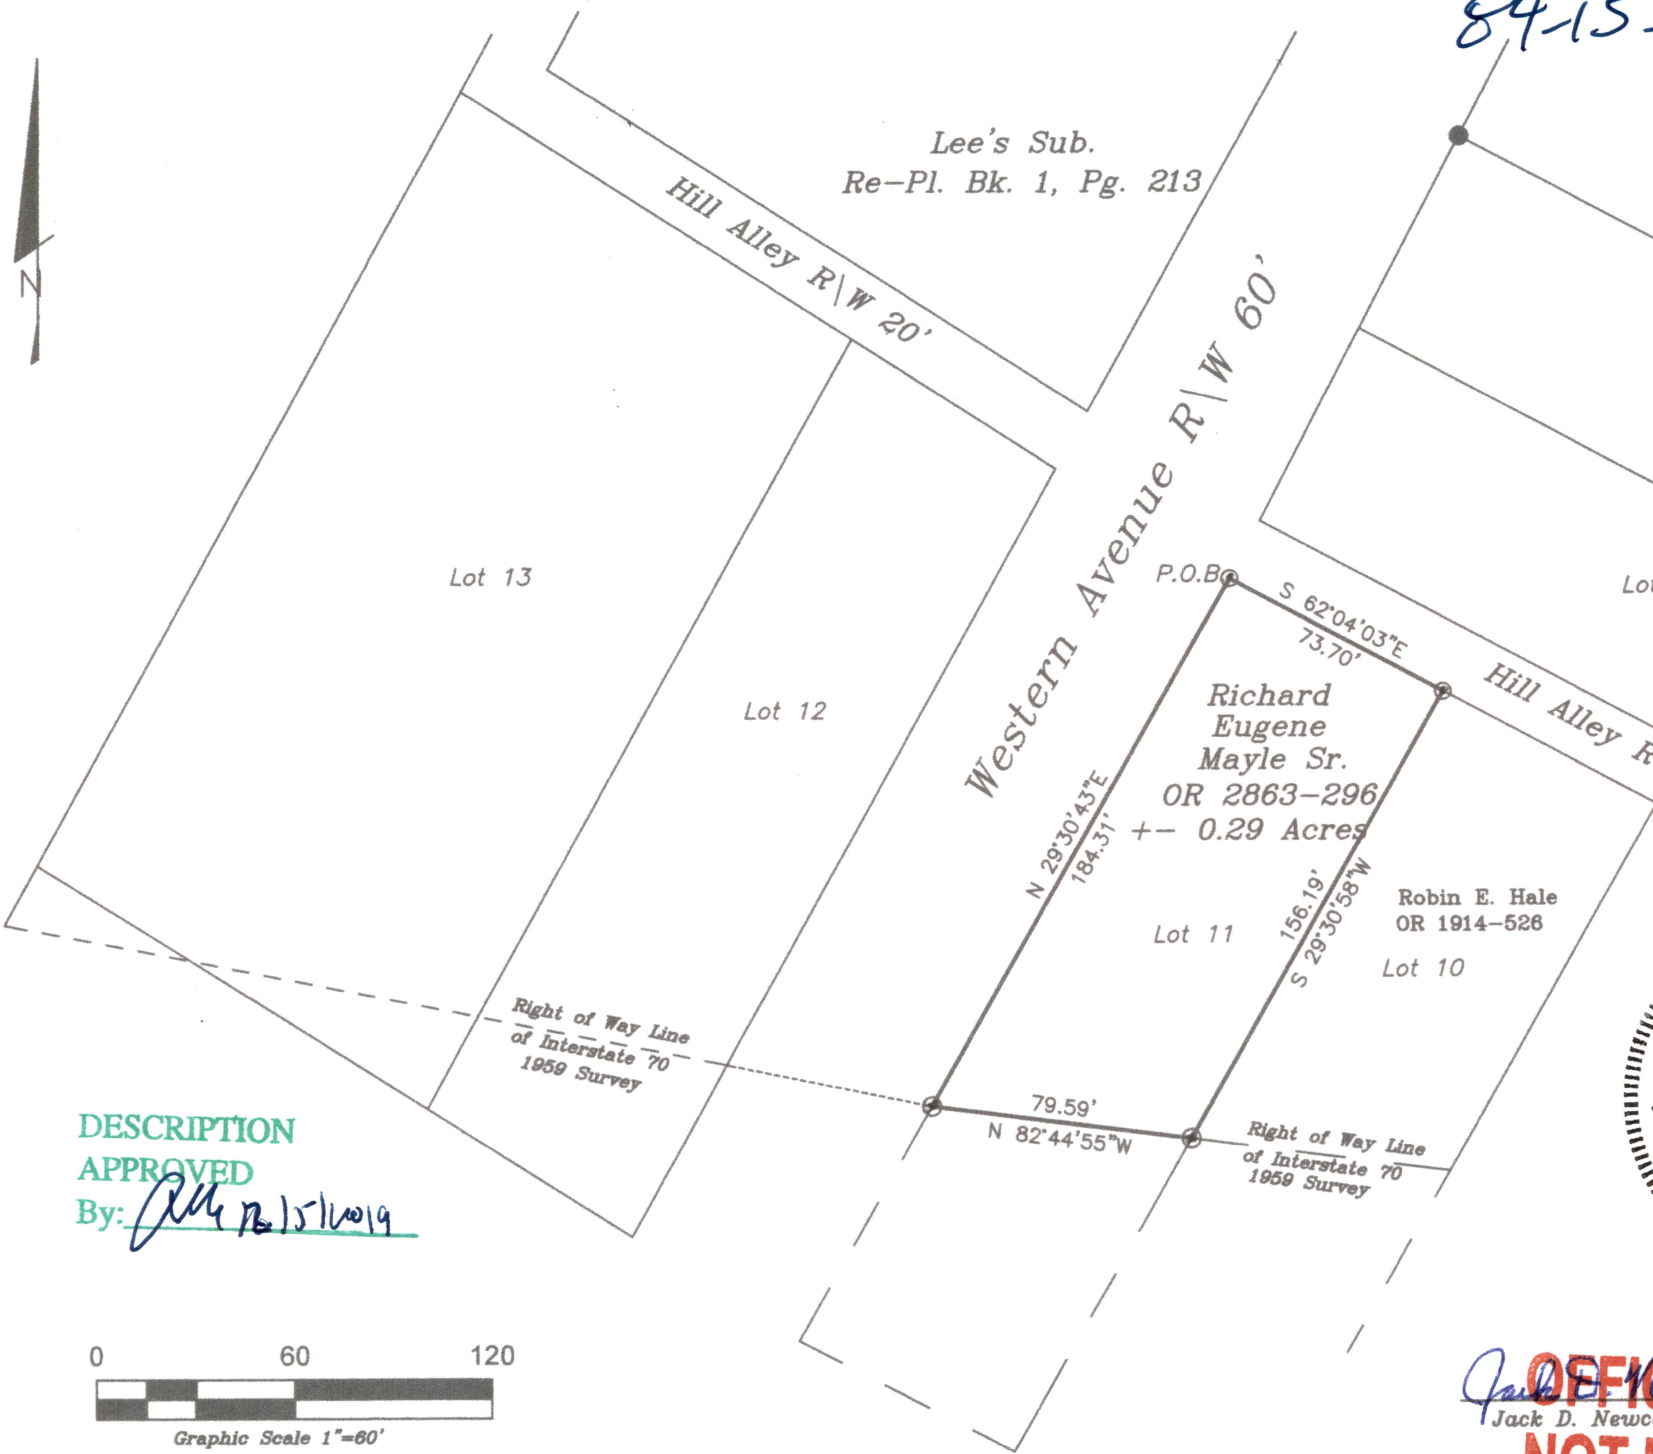 84-15-
Lee's Sub.
Re-Pl. Bk. 1, Pg. 213
N
Hill Alley R\W 20'
Western Avenue R\W 60'
Lot 13
Lot 12
P.O.B
S 62°04'03"E
73.70'
Hill Alley R
Richard
Eugene
Mayle Sr.
OR 2863-296
+- 0.29 Acres
N 29°30'43"E
184.31'
156.19'
S 29°30'58"W
Lot 11
Robin E. Hale
OR 1914-526
Lot 10
Right of Way Line
of Interstate 70
1959 Survey
79.59'
N 82°44'55"W
Right of Way Line
of Interstate 70
1959 Survey
DESCRIPTION
APPROVED
By:
0 60 120
Graphic Scale 1"=60'
Jack D.